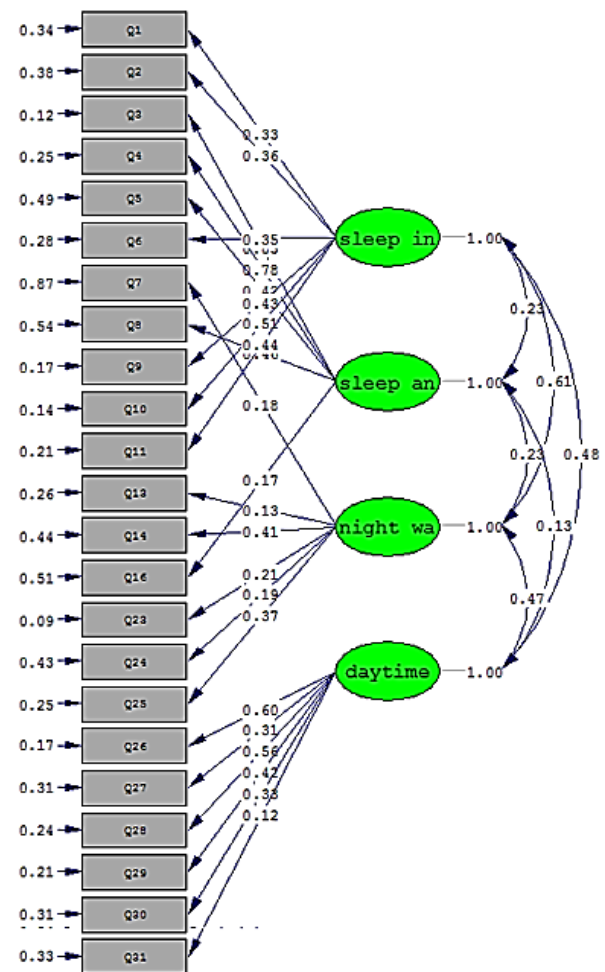 0.34 Q1
0.38 Q2
0.12 Q3
0.33
0.25 Q4 0.36
0.49 Q5
0.28 Q6 0.35 sleep in 1.00
0.78
0.87 Q7
0.43 0.23
0.54 Q8 0.51
0.44
0.17 Q9 sleep an 1.00 0.61
0.14 Q10 0.18
0.21 Q11 0.23 0.48
0.17
0.26 Q13
0.13 night wa 1.00 0.13
0.44 Q14 0.41
0.51 Q16 0.21
0.19 0.47
0.09 Q23 0.37
0.43 Q24 daytime 1.00
0.25 Q25 0.60
0.31
0.17 Q26 0.56
0.42
0.31 Q27 0.33
0.12
0.24 Q28
0.21 Q29
0.31 Q30
0.33 Q31